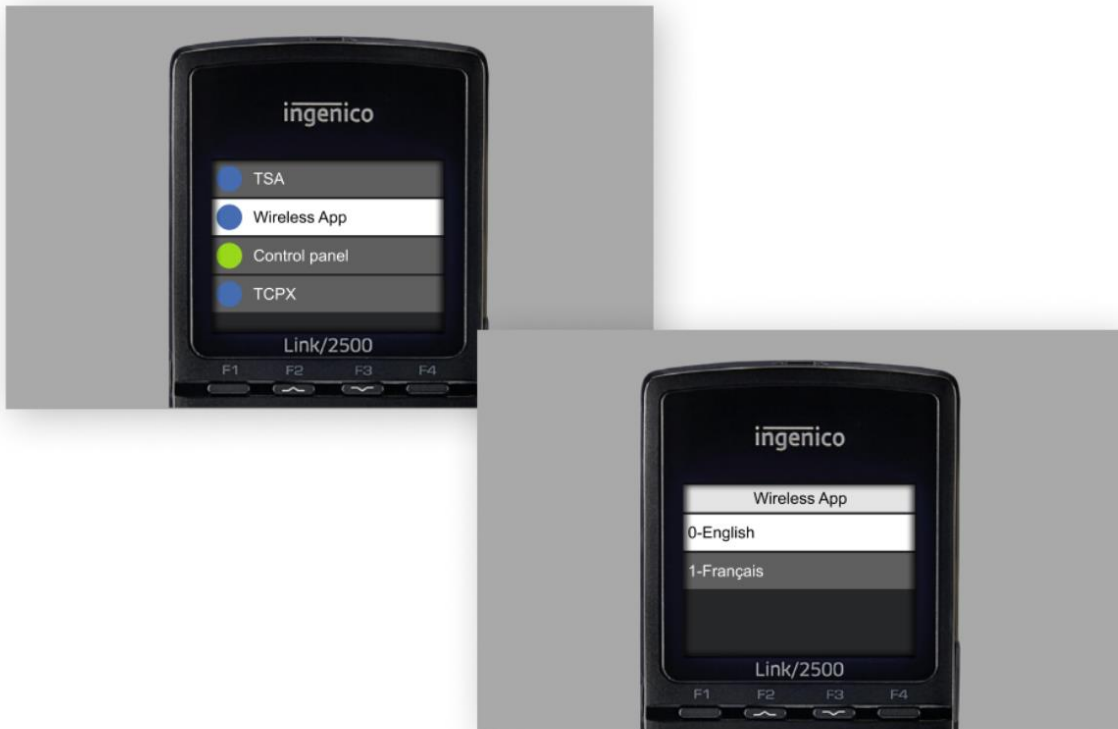 ingenico
TSA
Wireless App
Control panel
TCPX
Link/2500
F1 F2 F3 F4
ingenico
Wireless App
0-English
1-Français
Link/2500
F1 F2 F3 F4